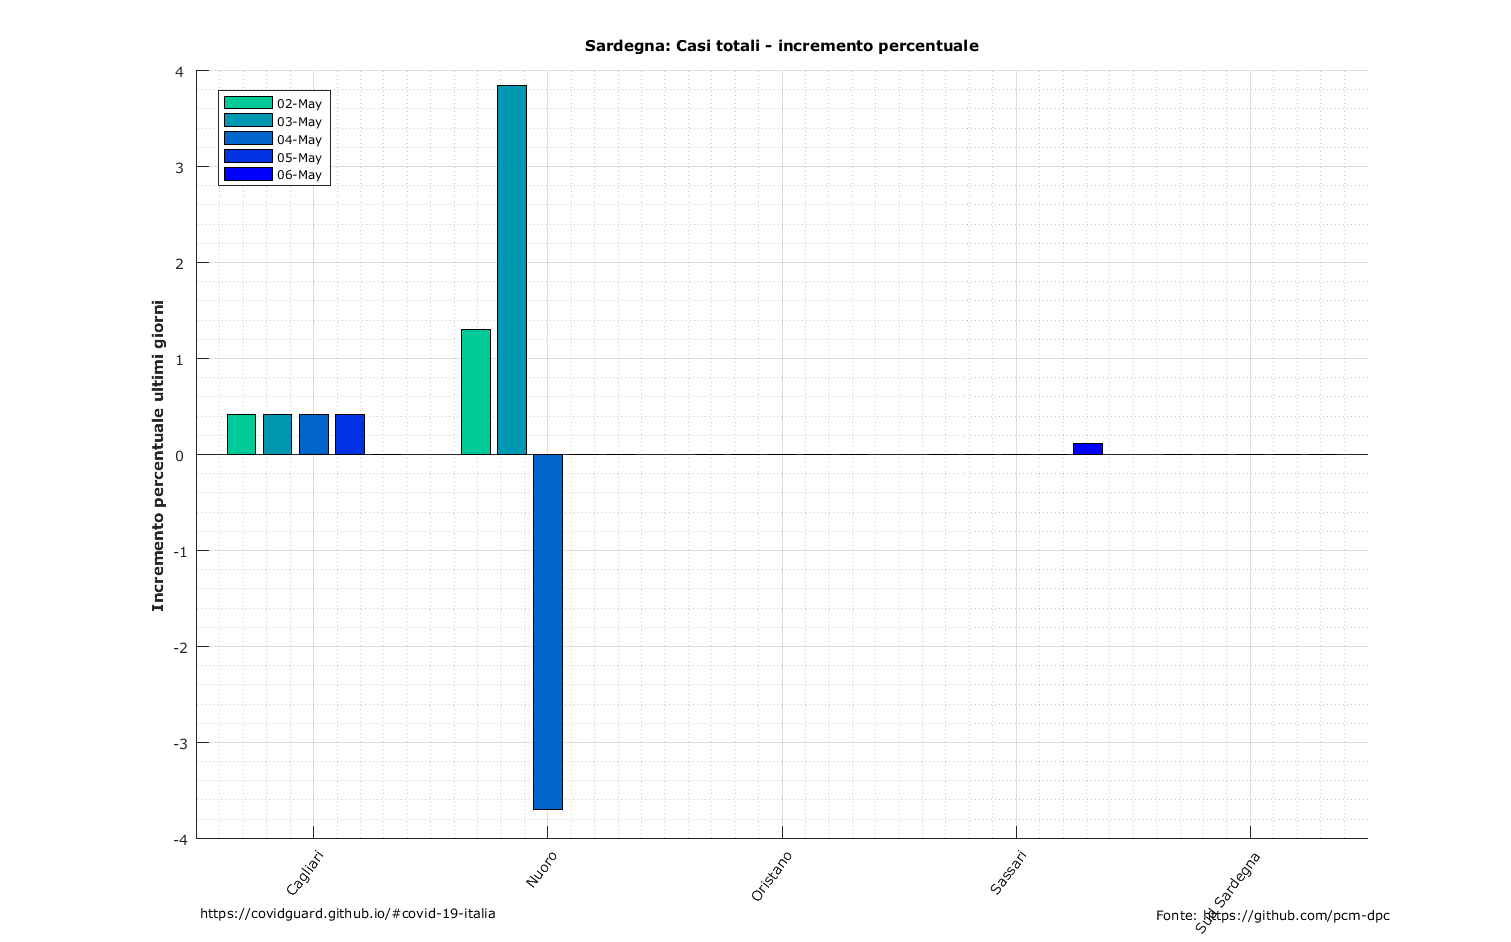 Sardegna: Casi totali - incremento percentuale
4
3
2
1
0
-1
-2
-3
-4
Incremento percentuale ultimi giorni
02-May
03-May
04-May
05-May
06-May
Cagliari
Nuoro
Oristano
Sassari
Sud Sardegna
https://covidguard.github.io/#covid-19-italia
Fonte: https://github.com/pcm-dpc